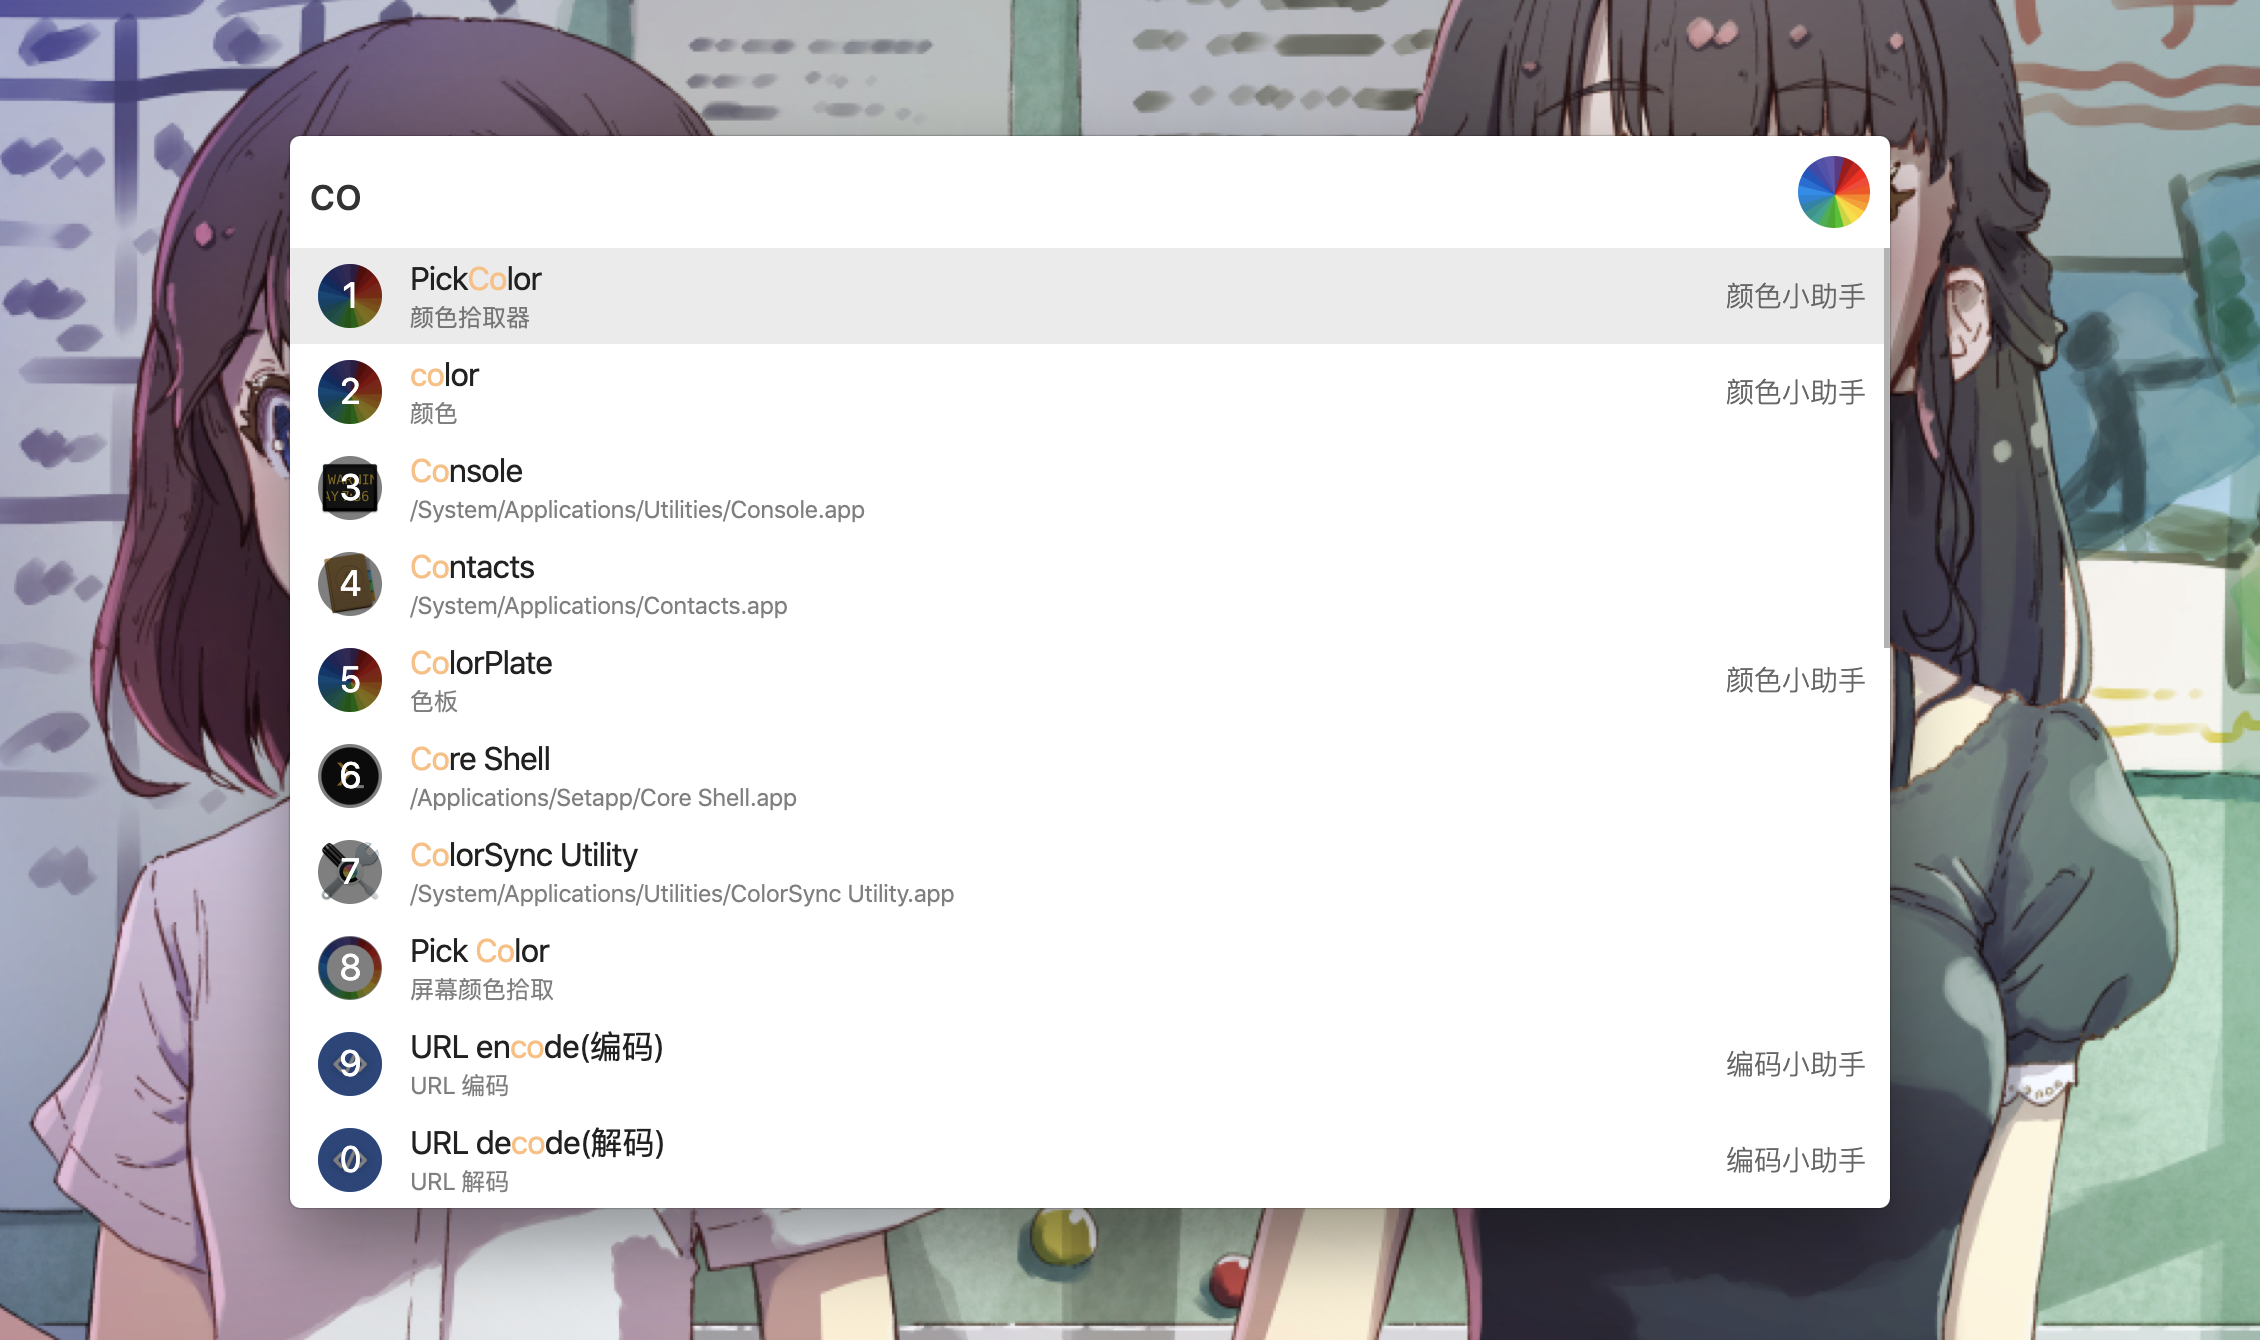 co
1
PickColor
颜色拾取器
颜色小助手
2
color
颜色
颜色小助手
3
Console
/System/Applications/Utilities/Console.app
4
Contacts
/System/Applications/Contacts.app
5
ColorPlate
色板
颜色小助手
6
Core Shell
/Applications/Setapp/Core Shell.app
7
ColorSync Utility
/System/Applications/Utilities/ColorSync Utility.app
8
Pick Color
屏幕颜色拾取
9
URL encode(编码)
URL 编码
编码小助手
0
URL decode(解码)
URL 解码
编码小助手